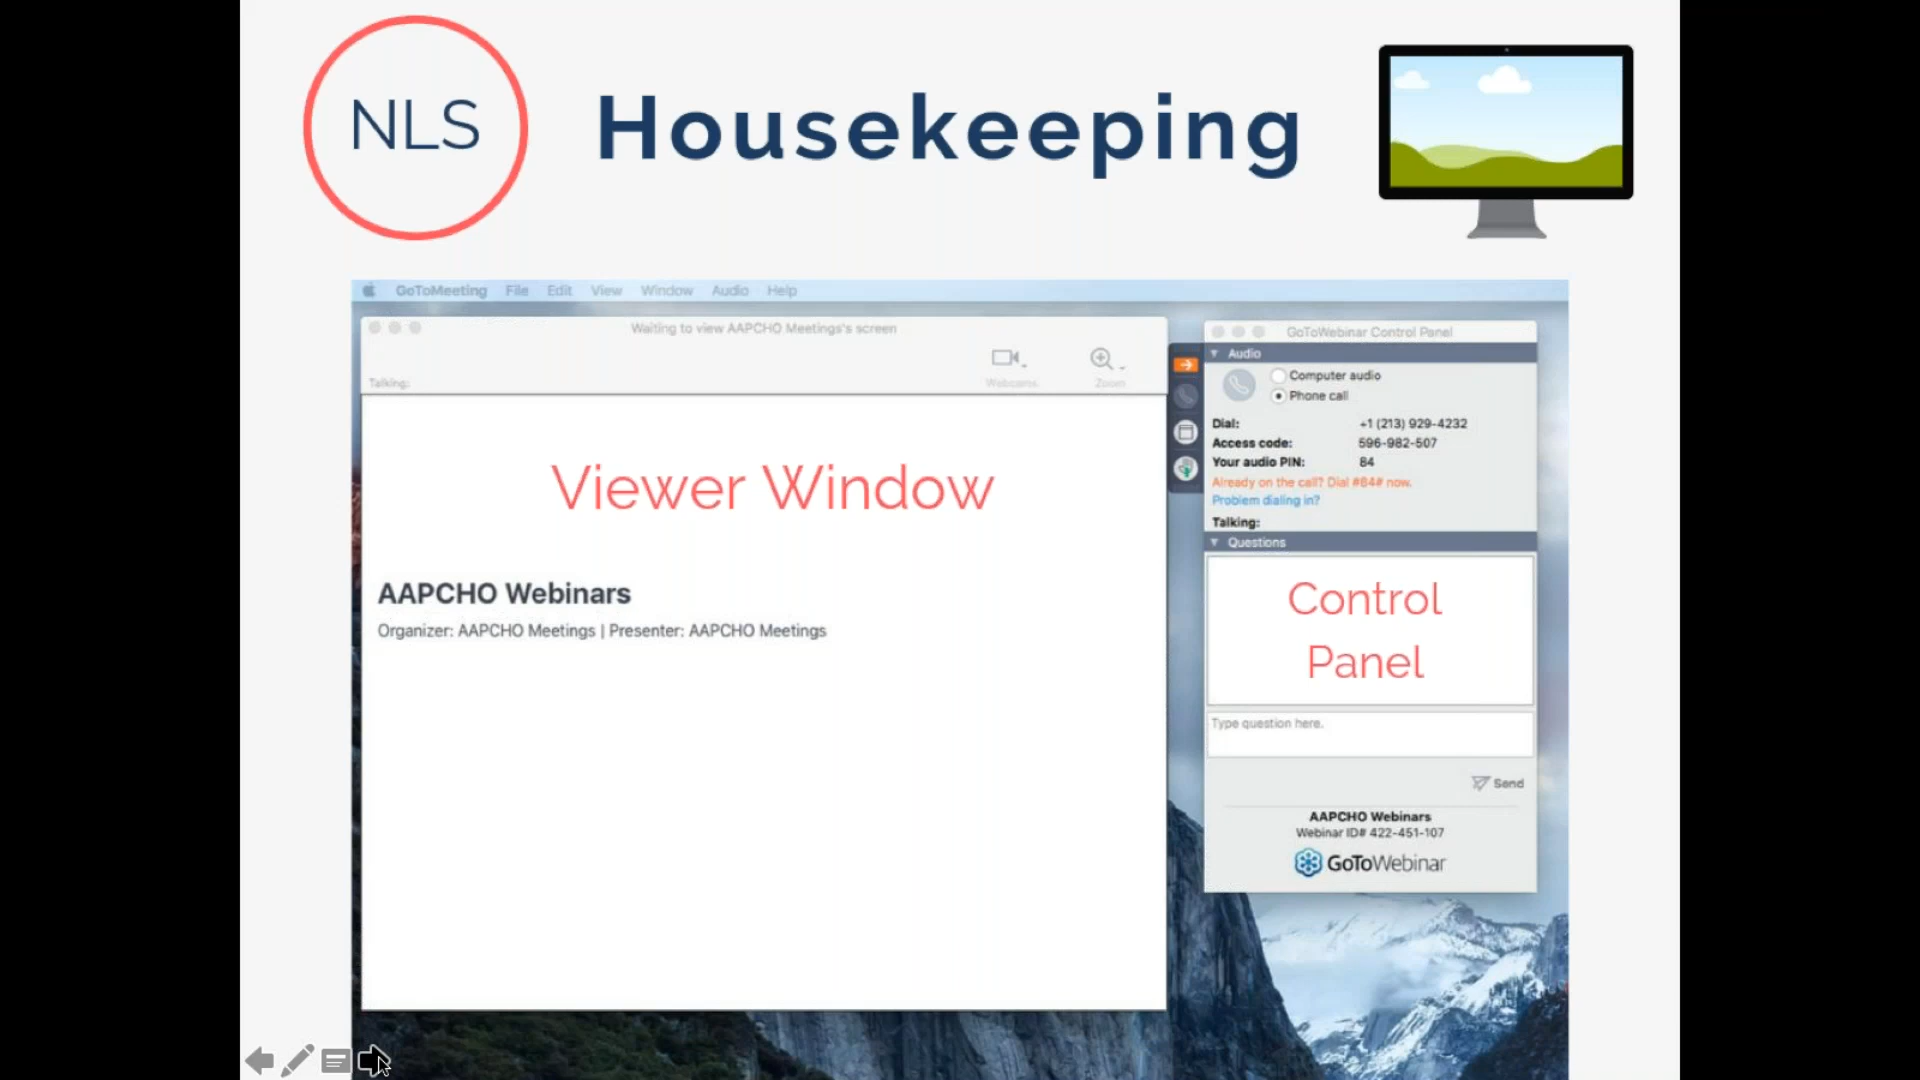 NLS
Housekeeping
GoToMeeting File Edit View Window Audio Help
Waiting to view AAPCHO Meetings's screen
Talking:
Webcams
Zoom
Viewer Window
AAPCHO Webinars
Organizer: AAPCHO Meetings | Presenter: AAPCHO Meetings
GoToWebinar Control Panel
Audio
Computer audio
Phone call
Dial: +1 (213) 929-4232
Access code: 596-982-507
Your audio PIN: 84
Already on the call? Dial #84# now.
Problem dialing in?
Talking:
Questions
Control
Panel
Type question here.
Send
AAPCHO Webinars
Webinar ID# 422-451-107
GoToWebinar